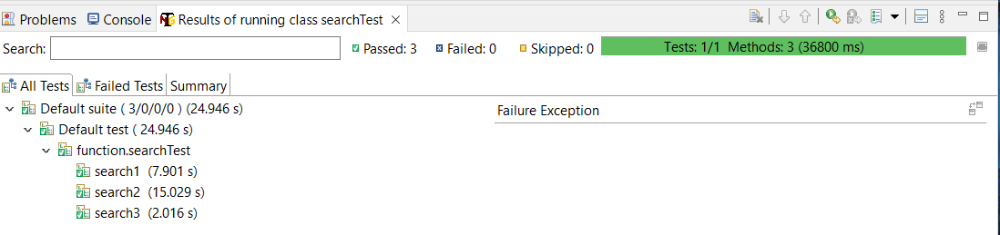 Problems Console Results of running class searchTest
Search: Passed: 3 Failed: 0 Skipped: 0 Tests: 1/1 Methods: 3 (36800 ms)
All Tests Failed Tests Summary
Default suite ( 3/0/0/0 ) (24.946 s) Failure Exception
Default test ( 24.946 s)
function.searchTest
search1 (7.901 s)
search2 (15.029 s)
search3 (2.016 s)